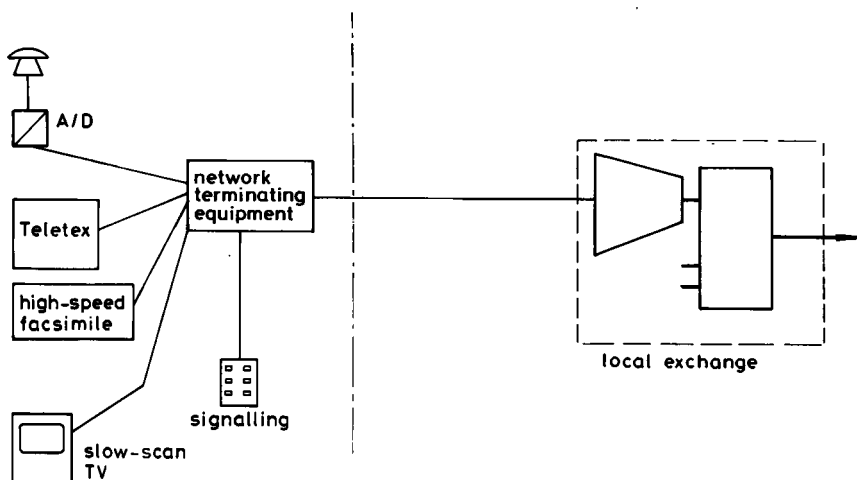 A/D
network
terminating
equipment
Teletex
high-speed
facsimile
signalling
slow-scan
TV
local exchange